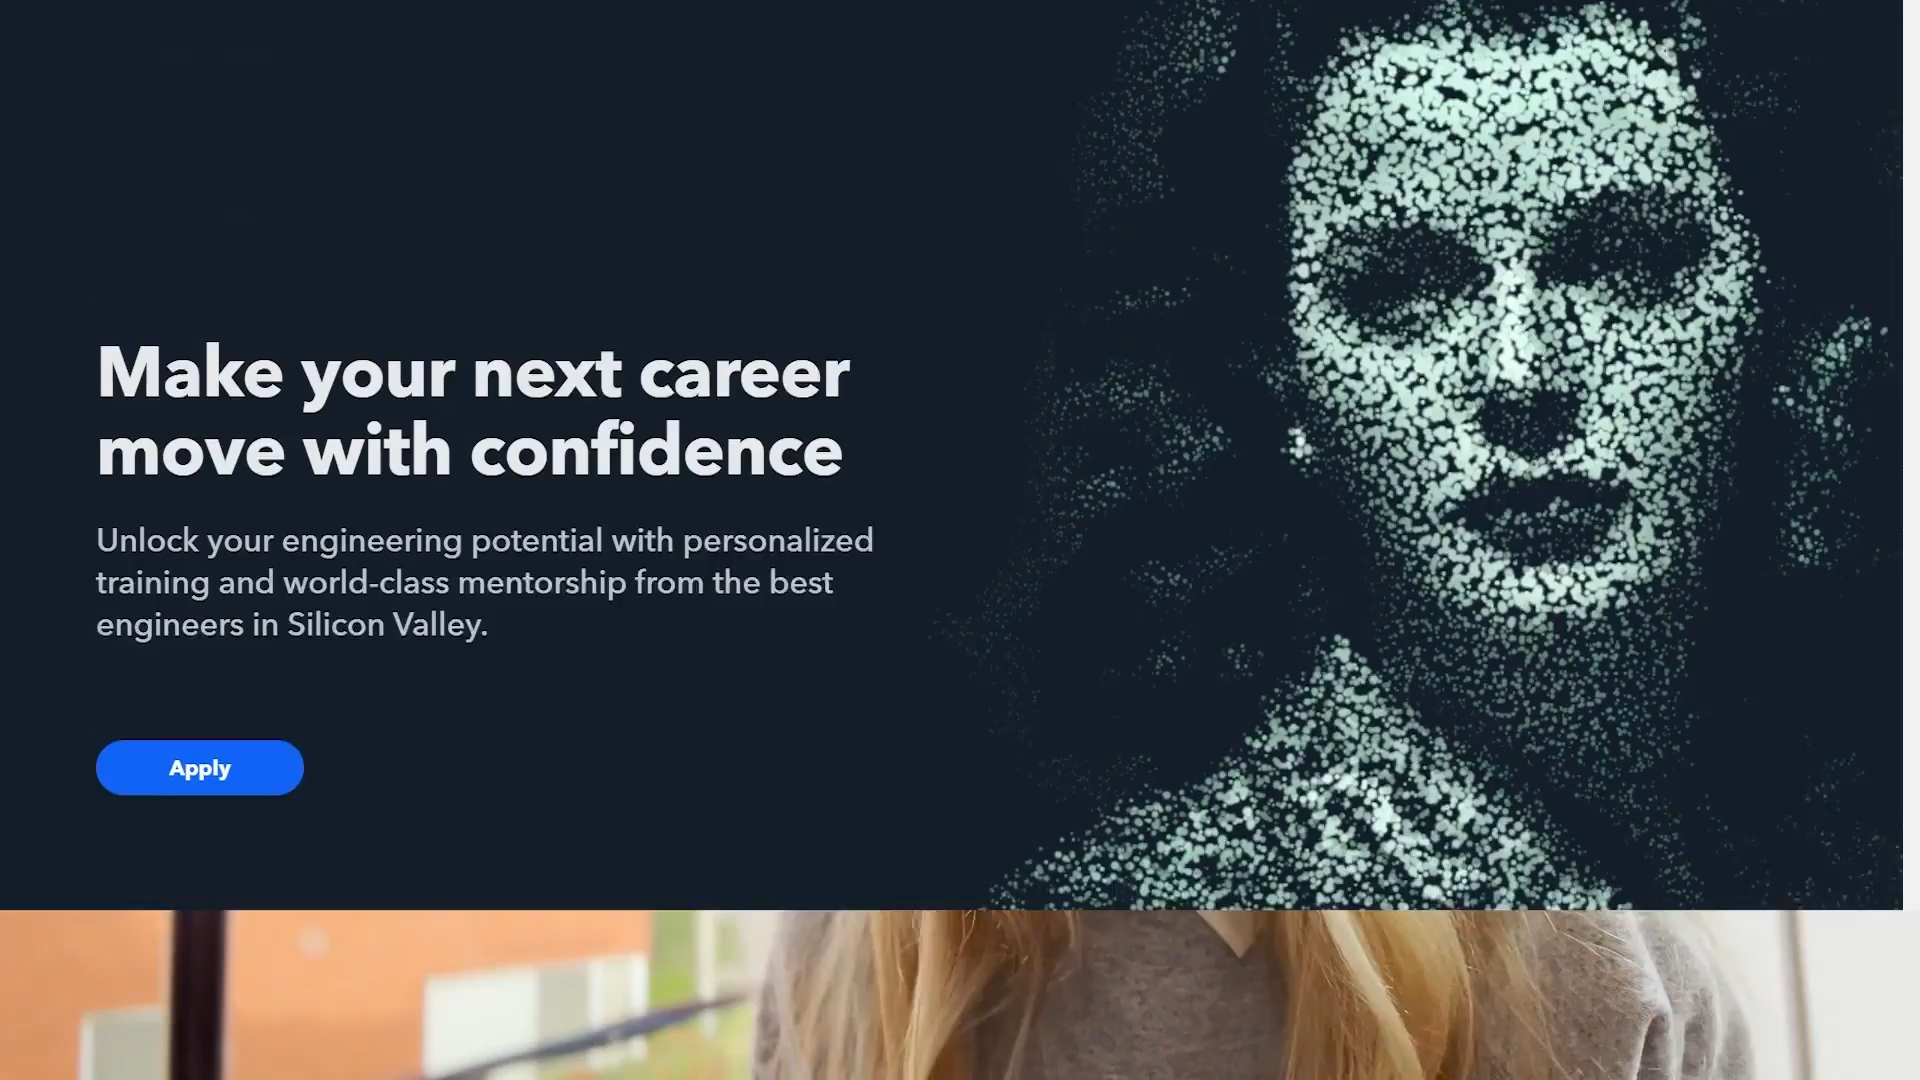 Make your next career
move with confidence
Unlock your engineering potential with personalized
training and world-class mentorship from the best
engineers in Silicon Valley.
Apply